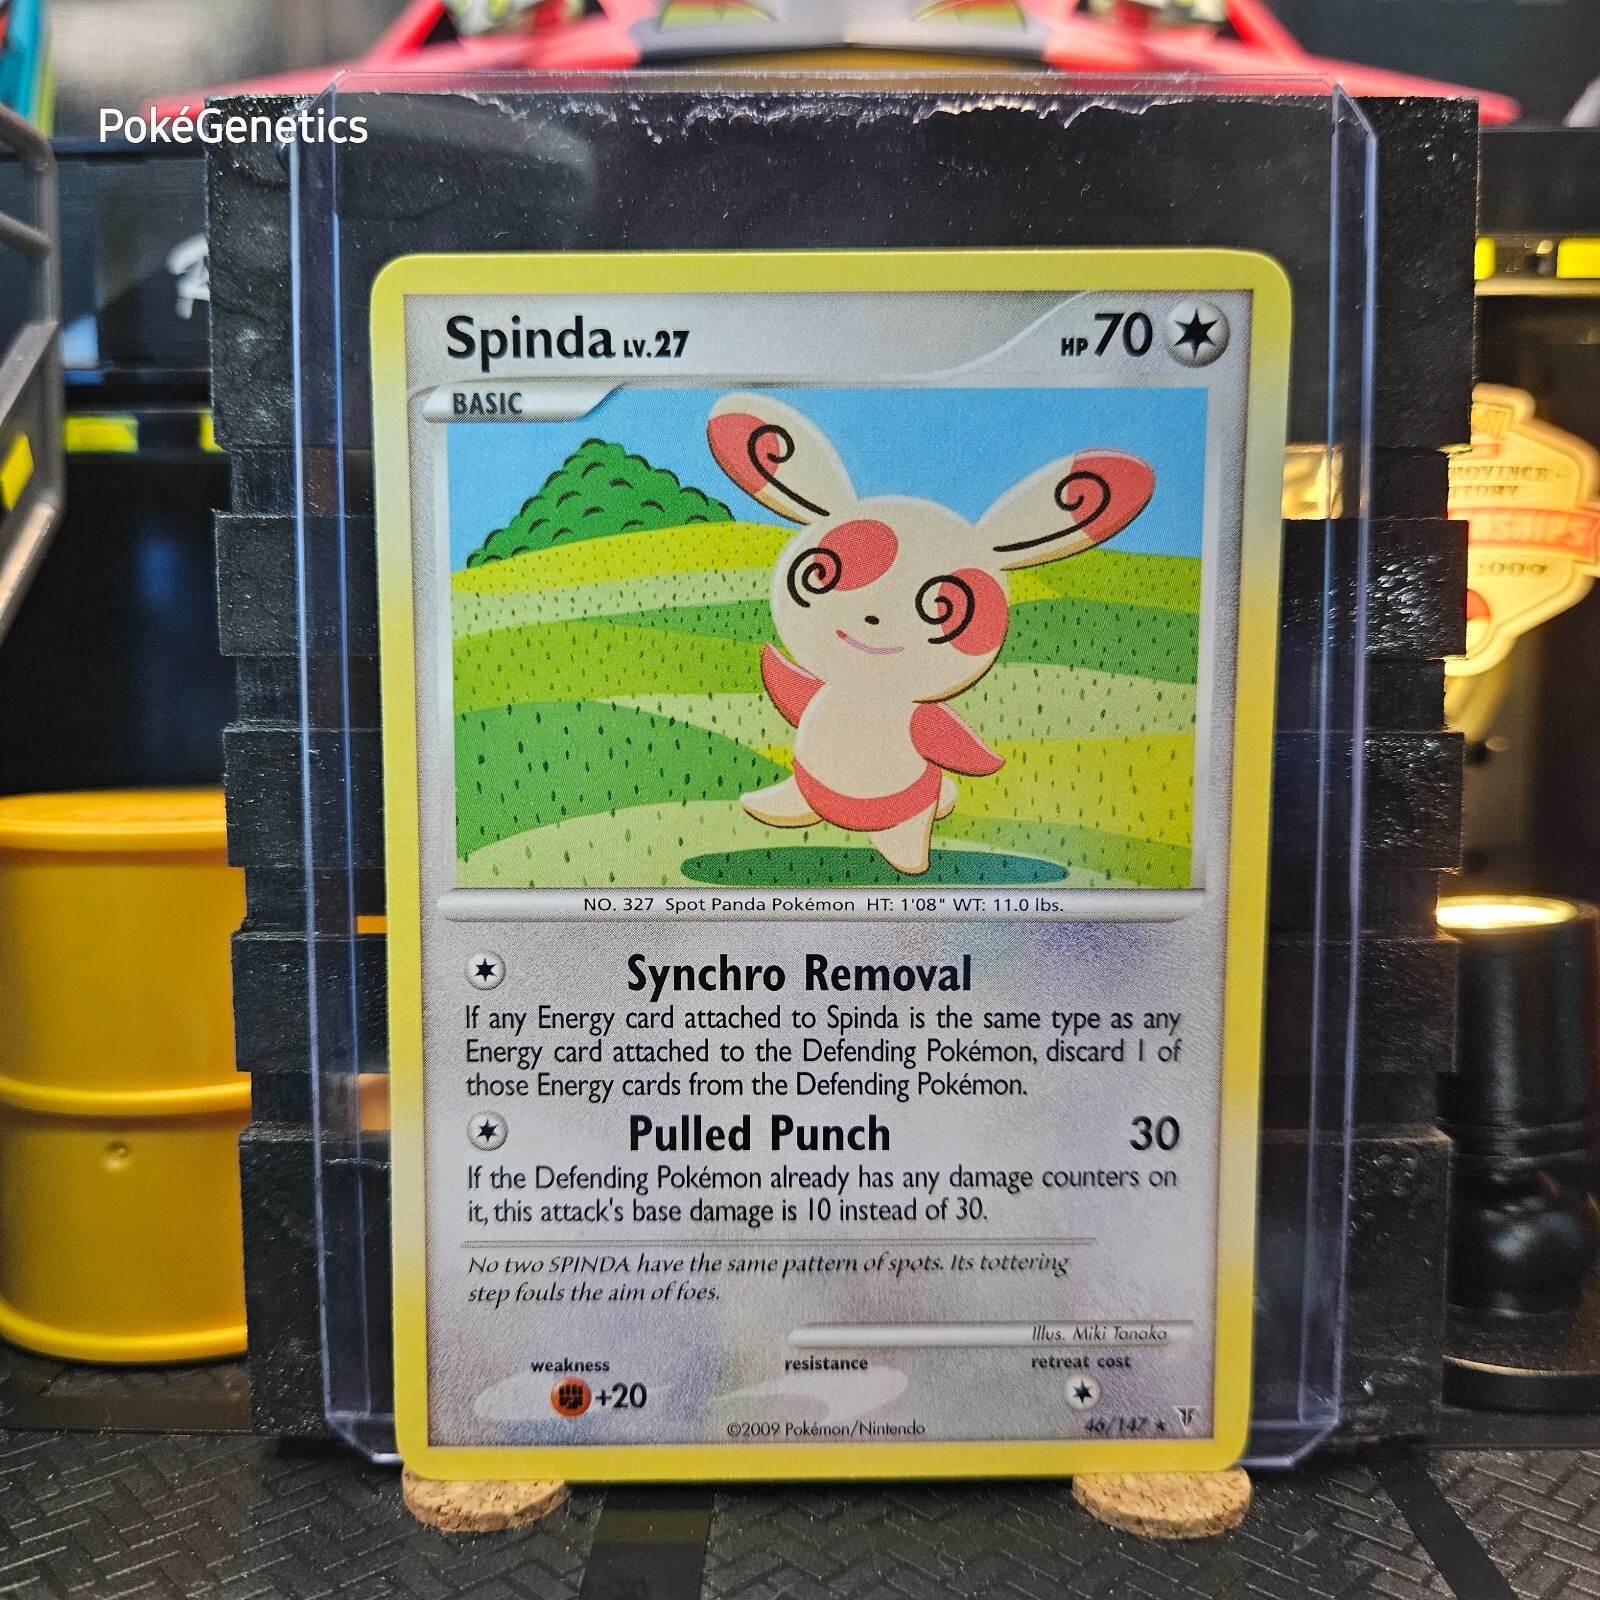 PokéGenetics
Spinda LV.27
HP 70
BASIC
NO. 327 Spot Panda Pokémon HT: 1'08" WT: 11.0 lbs.
Synchro Removal
If any Energy card attached to Spinda is the same type as any
Energy card attached to the Defending Pokémon, discard 1 of
those Energy cards from the Defending Pokémon.
Pulled Punch 30
If the Defending Pokémon already has any damage counters on
it, this attack's base damage is 10 instead of 30.
No two SPINDA have the same pattern of spots. Its tottering
step fouls the aim of foes.
Illus. Miki Tanaka
weakness resistance retreat cost
+20
©2009 Pokémon/Nintendo 46/147 ★